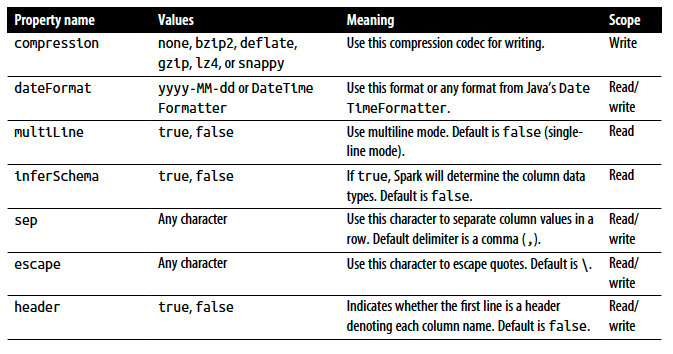 Property name Values Meaning Scope
compression none, bzip2, deflate, Use this compression codec for writing. Write
gzip, lz4, or snappy
dateFormat yyyy-MM-dd or DateTime Use this format or any format from Java's Date Read/
Formatter TimeFormatter. write
multiLine true, false Use multiline mode. Default is false (single- Read
line mode).
inferSchema true, false If true, Spark will determine the column data Read
types. Default is false.
sep Any character Use this character to separate column values in a Read/
row. Default delimiter is a comma (,). write
escape Any character Use this character to escape quotes. Default is \. Read/
write
header true, false Indicates whether the first line is a header Read/
denoting each column name. Default is false. write